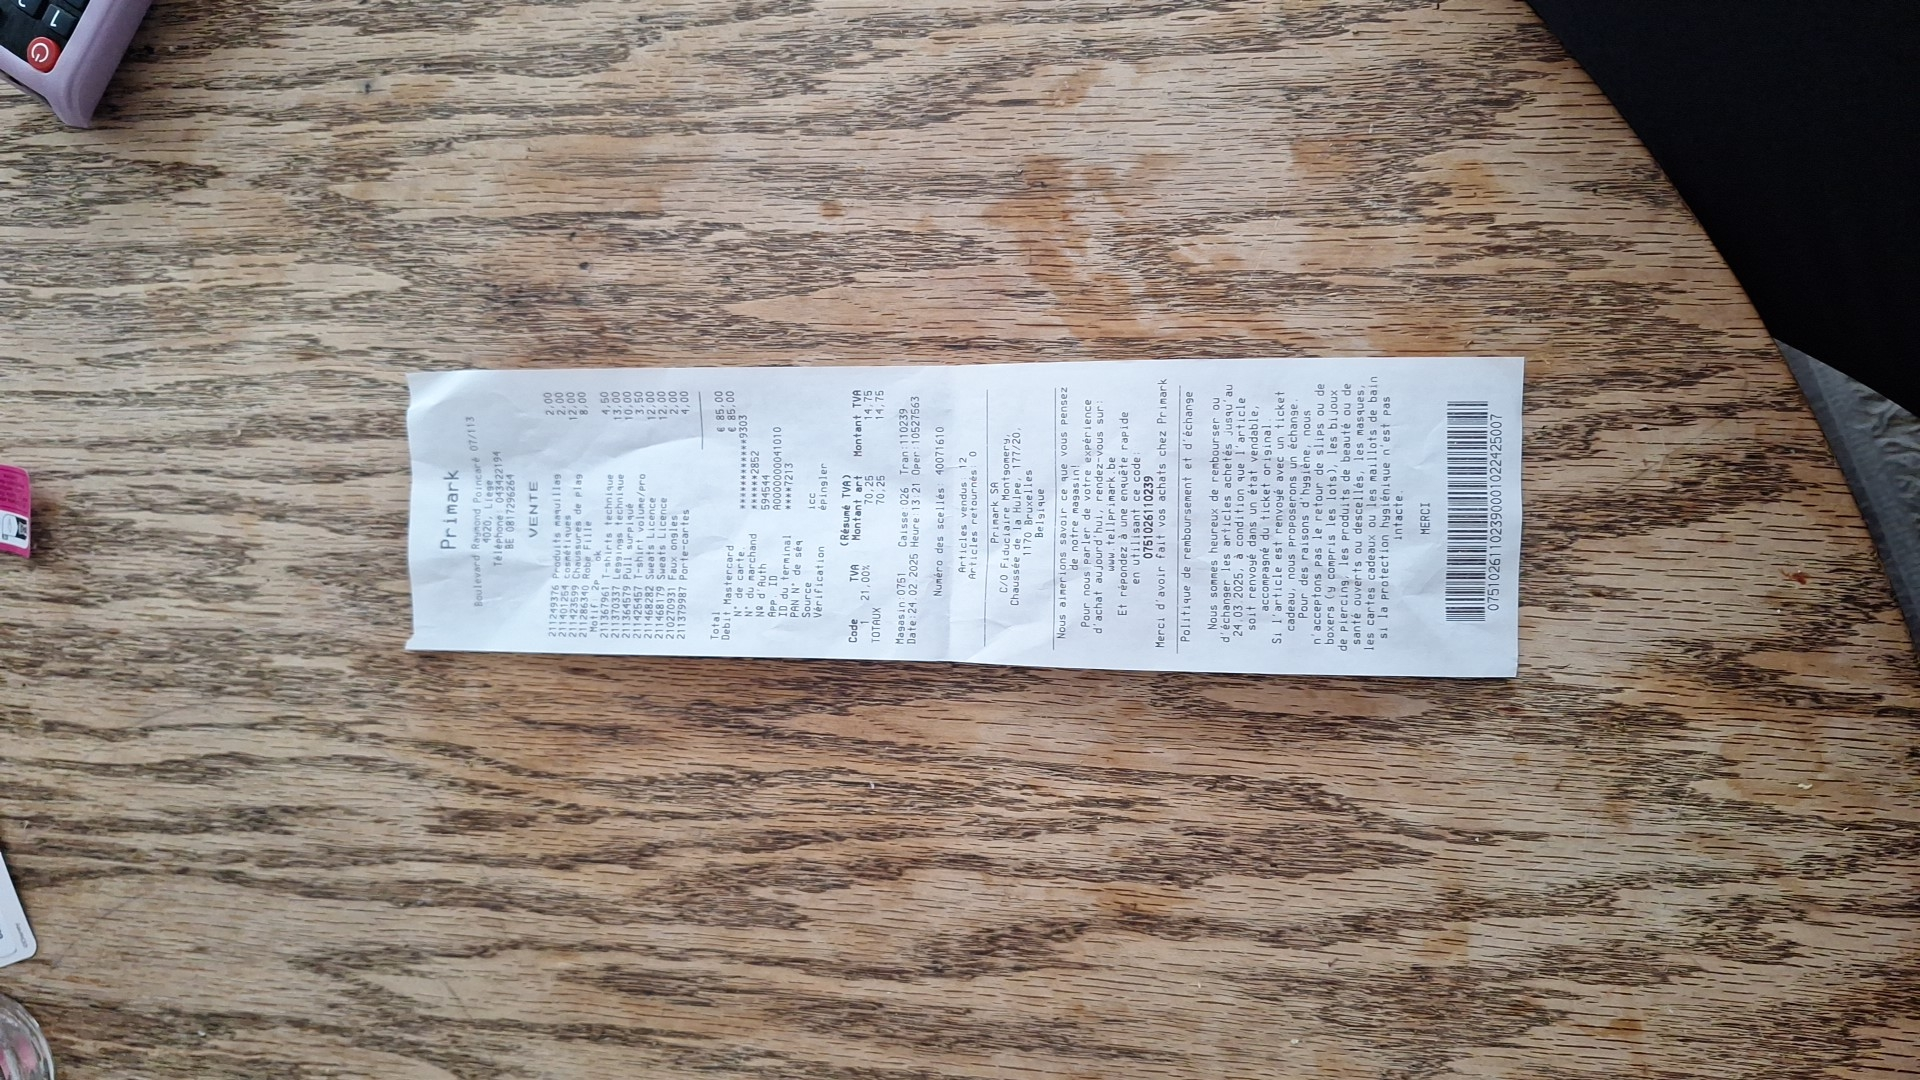 Primark
Boulevard Raymond Poincaré 07/113
4020, Liege
Téléphone: 043422194
BE 0817296264
VENTE
211249376 Produits maquillag 2,00
211401254 cosmétiques 2,00
211423599 Chaussures de plag 12,00
211286340 Robe Fille 8,00
Motif: 2P ok
211367961 T-shirts technique 4,50
211370337 Leggings technique 13,00
211364579 Pull surpiqué 10,00
211425457 T-shirt volume/pro 3,50
211468282 Sweats Licence 12,00
211468179 Sweats Licence 12,00
210270931 Faux ongles 2,00
211379987 Porte-cartes 4,00
Total € 85,00
Debit Mastercard € 85,00
N° de carte ************9303
N° du marchand ******2852
Nº d'Auth 594544
App ID A0000000041010
ID du terminal ****7213
PAN N° de séq
Source icc
Vérification épingler
(Résumé TVA)
Code TVA Montant art Montant TVA
1 21,00% 70,25 14,75
TOTAUX 70,25 14,75
Magasin 0751 Caisse:026 Tran:110239
Date:24.02 2025 Heure:13:21 Oper 10527563
Numéro des scellés: 40071610
Articles vendus 12
Articles retournés: 0
Primark SA
C/O Fiduciaire Montgomery,
Chaussée de la Hulpe, 177/20,
1170 Bruxelles
Belgique
Nous aimerions savoir ce que vous pensez
de notre magasin!
Pour nous parler de votre expérience
d'achat aujourd'hui, rendez-vous sur:
www.tellprimark.be
Et répondez à une enquête rapide
en utilisant ce code:
075102611 0239
Merci d'avoir fait vos achats chez Primark
Politique de remboursement et d'échange
Nous sommes heureux de rembourser ou
d'échanger les articles achetés jusqu'au
24.03 2025, à condition que l'article
soit renvoyé dans un état vendable,
accompagné du ticket original.
Si l'article est renvoyé avec un ticket
cadeau, nous proposerons un échange.
Pour des raisons d'hygiène, nous
n'acceptons pas le retour de slips ou de
boxers (y compris les lots), les bijoux
de piercing, les produits de beauté ou de
santé ouverts ou descellés, les masques,
les cartes cadeaux ou les maillots de bain
si la protection hygiénique n'est pas
intacte.
MERCI
0751026110239000102242 5007